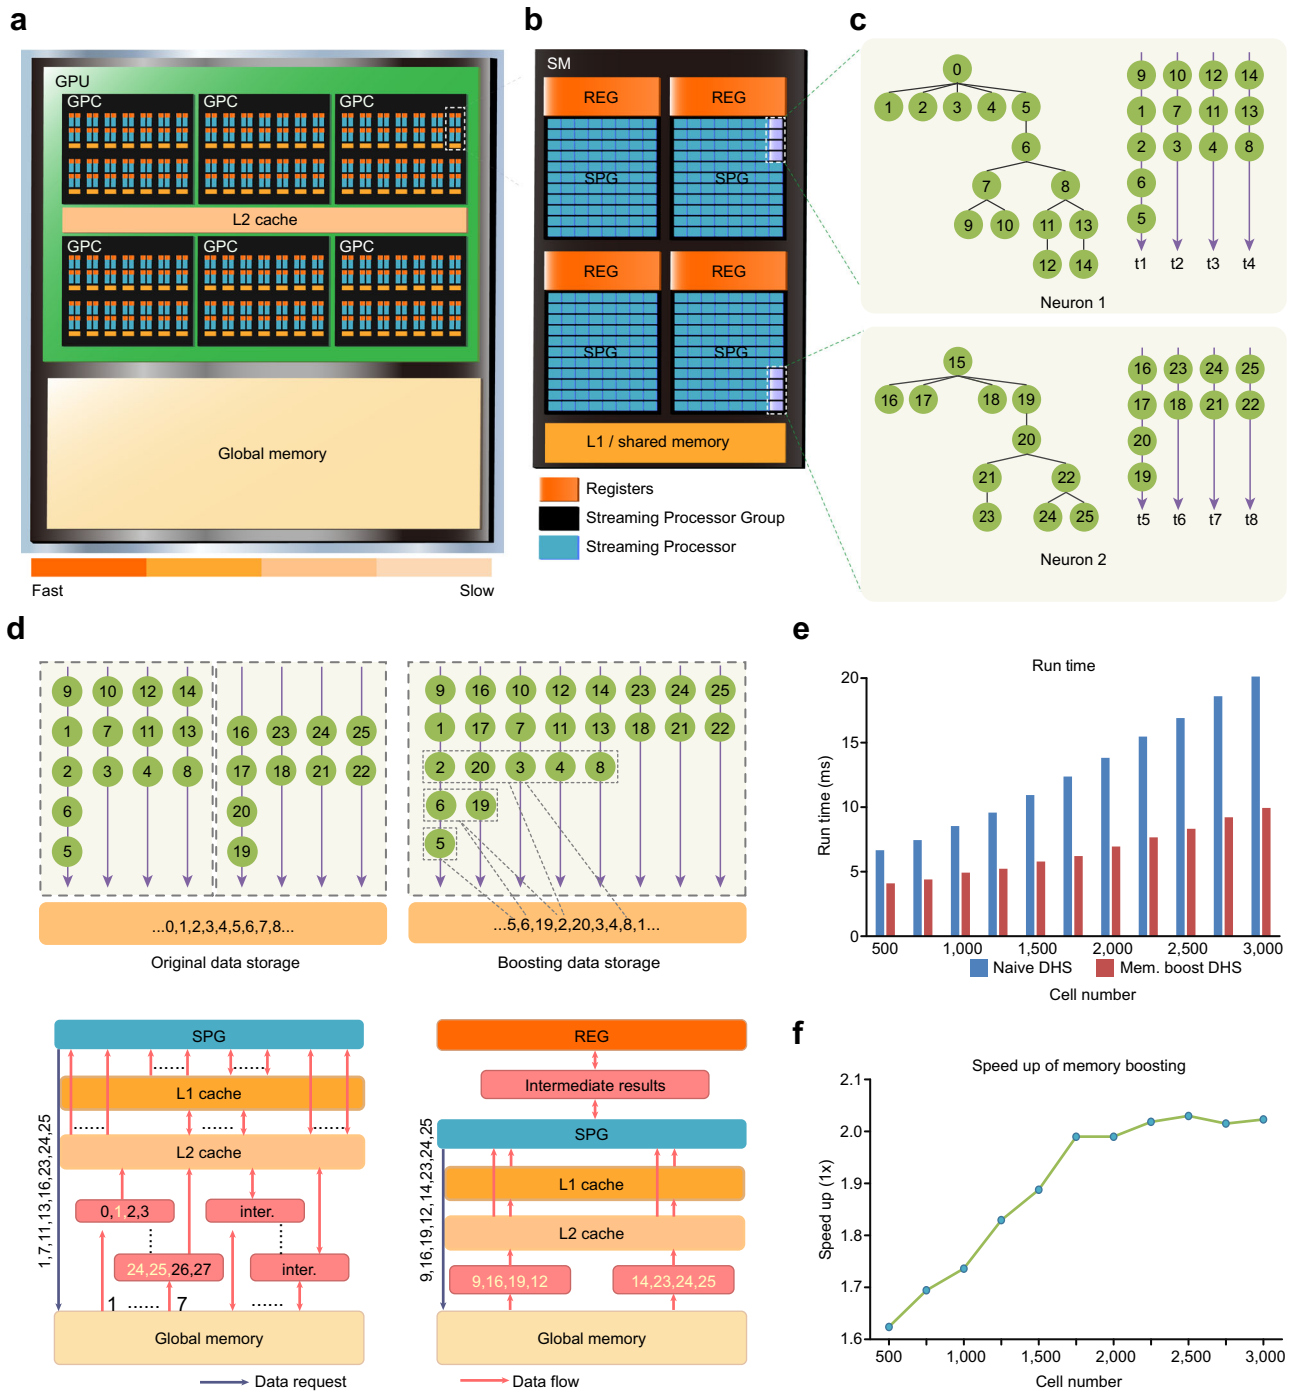 a
GPU
GPC
GPC
GPC
L2 cache
GPC
GPC
GPC
Global memory
Fast
Slow
b
SM
REG
REG
SPG
SPG
REG
REG
SPG
SPG
L1 / shared memory
Registers
Streaming Processor Group
Streaming Processor
c
0
1 2 3 4 5
6
7 8
9 10 11 13
12 14
9 10 12 14
1 7 11 13
2 3 4 8
6
5
t1 t2 t3 t4
Neuron 1
15
16 17 18 19
20
21 22
23 24 25
16 23 24 25
17 18 21 22
20
19
t5 t6 t7 t8
Neuron 2
d
9 10 12 14
1 7 11 13 16 23 24 25
2 3 4 8 17 18 21 22
6 20
5 19
...0,1,2,3,4,5,6,7,8...
Original data storage
9 16 10 12 14 23 24 25
1 17 7 11 13 18 21 22
2 20 3 4 8
6 19
5
...5,6,19,2,20,3,4,8,1...
Boosting data storage
SPG
L1 cache
L2 cache
0,1,2,3
inter.
24,25 26,27
inter.
1 ...... 7
Global memory
1,7,11,13,16,23,24,25
REG
Intermediate results
SPG
L1 cache
L2 cache
9,16,19,12
14,23,24,25
Global memory
9,16,19,12,14,23,24,25
Data request
Data flow
e
Run time
Run time (ms)
20
15
10
5
0
500 1,000 1,500 2,000 2,500 3,000
Naive DHS
Mem. boost DHS
Cell number
f
Speed up of memory boosting
Speed up (1x)
2.1
2.0
1.9
1.8
1.7
1.6
500 1,000 1,500 2,000 2,500 3,000
Cell number